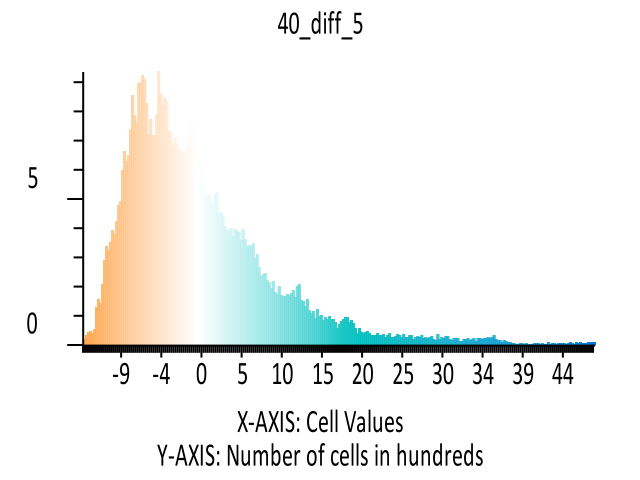 40_diff_5
5
0
-9 -4 0 5 10 15 20 25 30 34 39 44
X-AXIS: Cell Values
Y-AXIS: Number of cells in hundreds